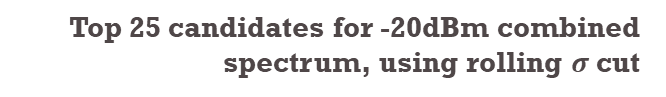 Top 25 candidates for -20dBm combined
spectrum, using rolling σ cut